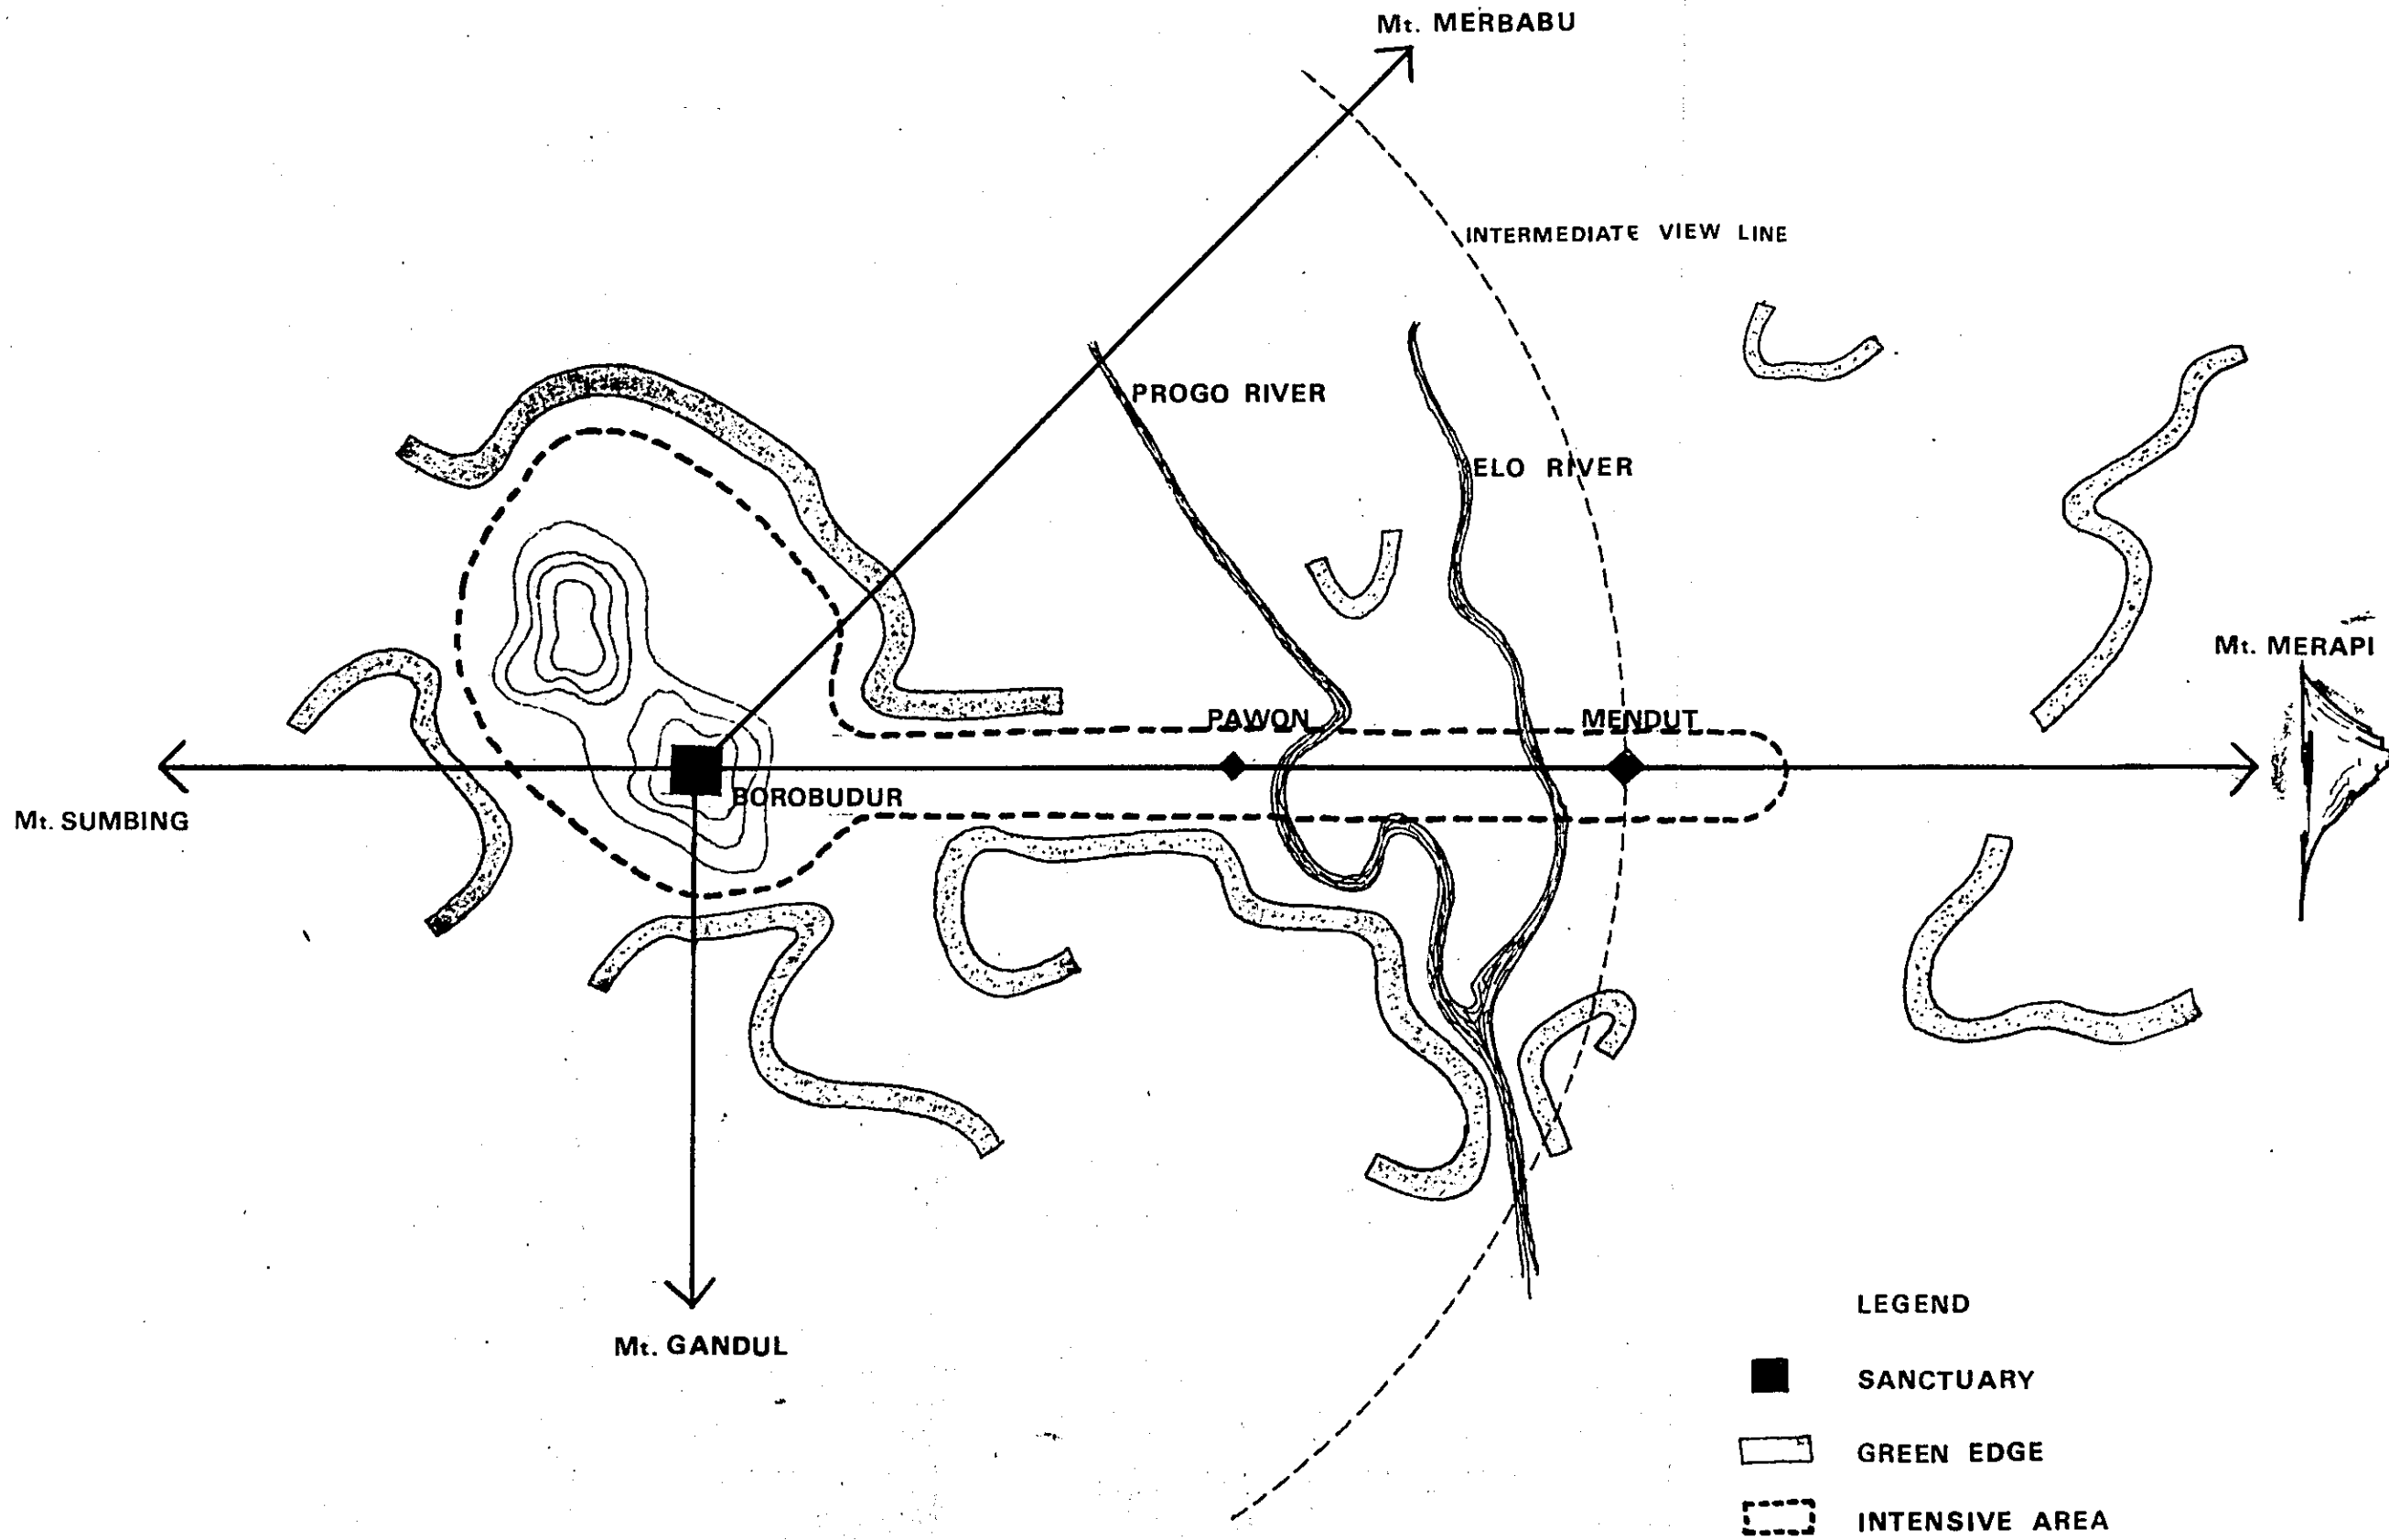 Mt. MERBABU
INTERMEDIATE VIEW LINE
PROGO RIVER
ELO RIVER
Mt. MERAPI
PAWON
MENDUT
BOROBUDUR
Mt. SUMBING
Mt. GANDUL
LEGEND
SANCTUARY
GREEN EDGE
INTENSIVE AREA